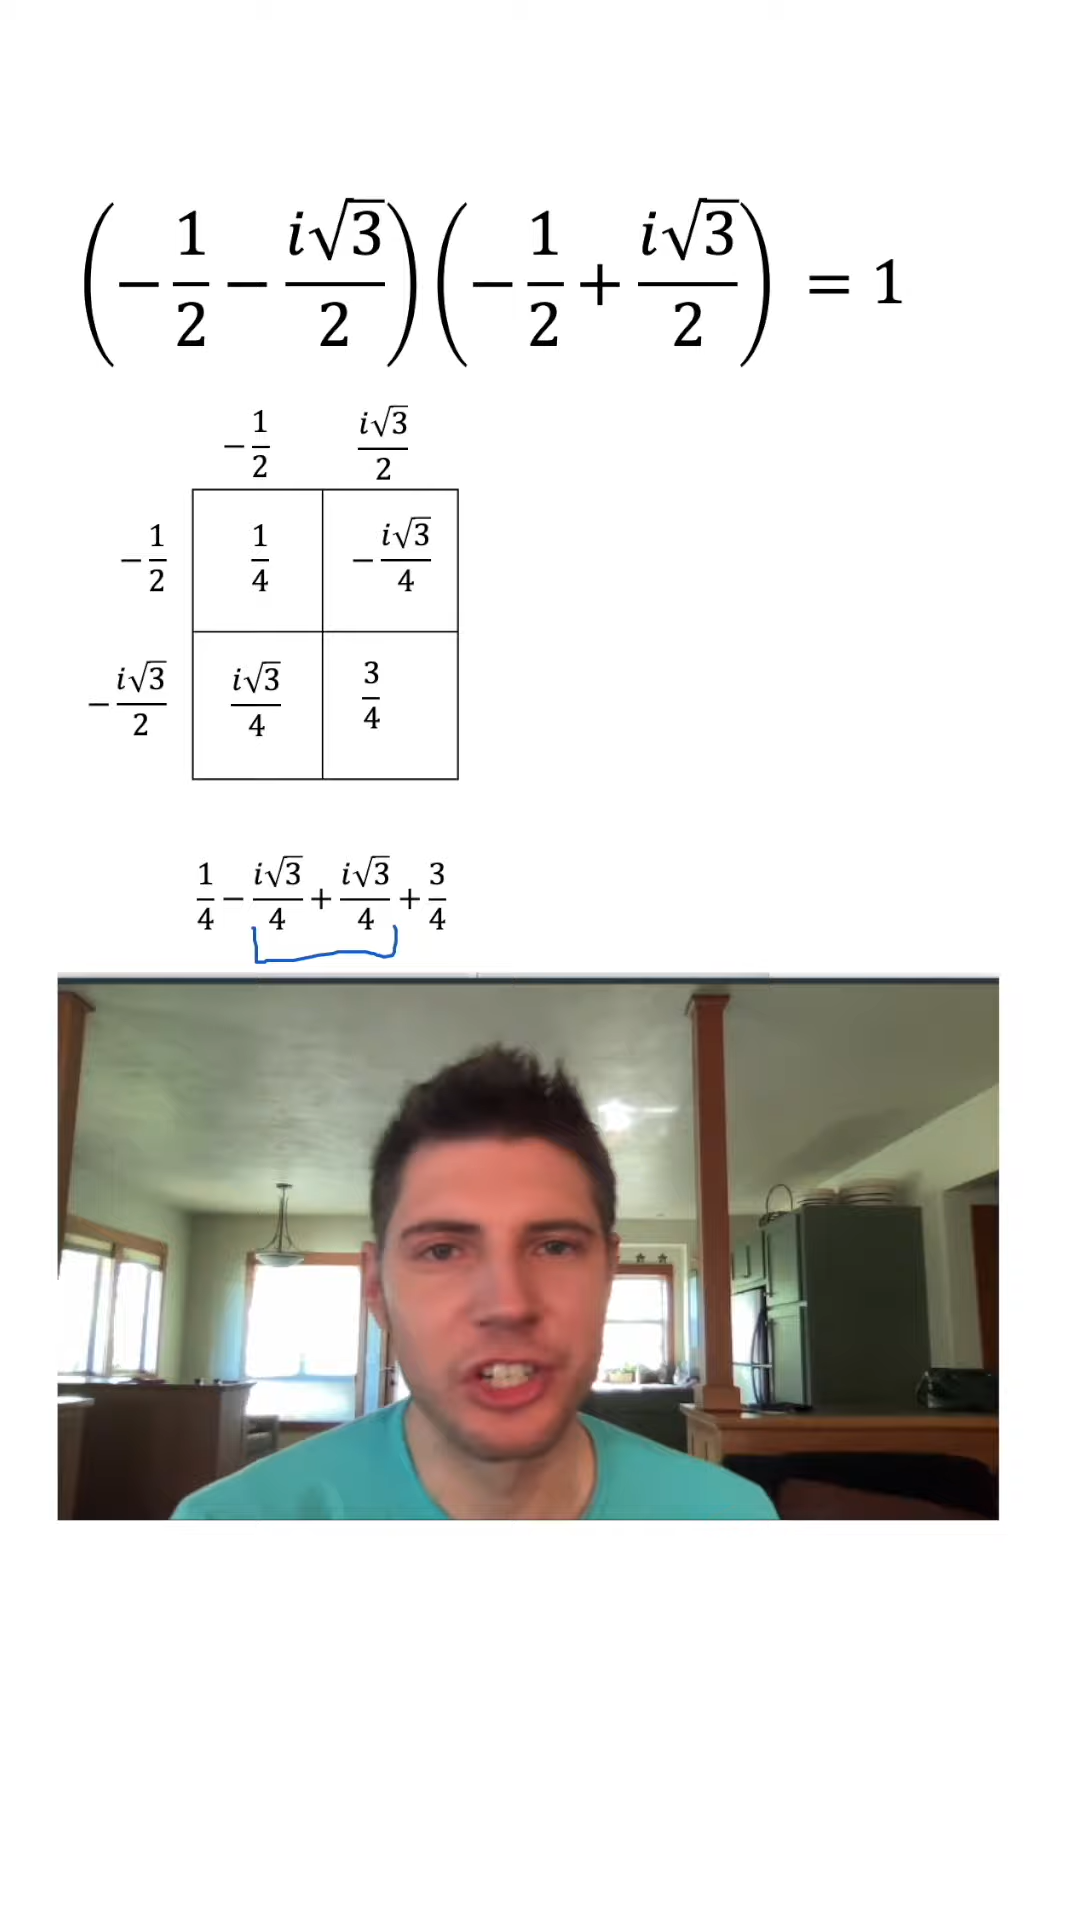 (−1/2 − i√3/2)(−1/2 + i√3/2) = 1
−1/2 i√3/2
−1/2 1/4 −i√3/4
−i√3/2 i√3/4 3/4
1/4 − i√3/4 + i√3/4 + 3/4